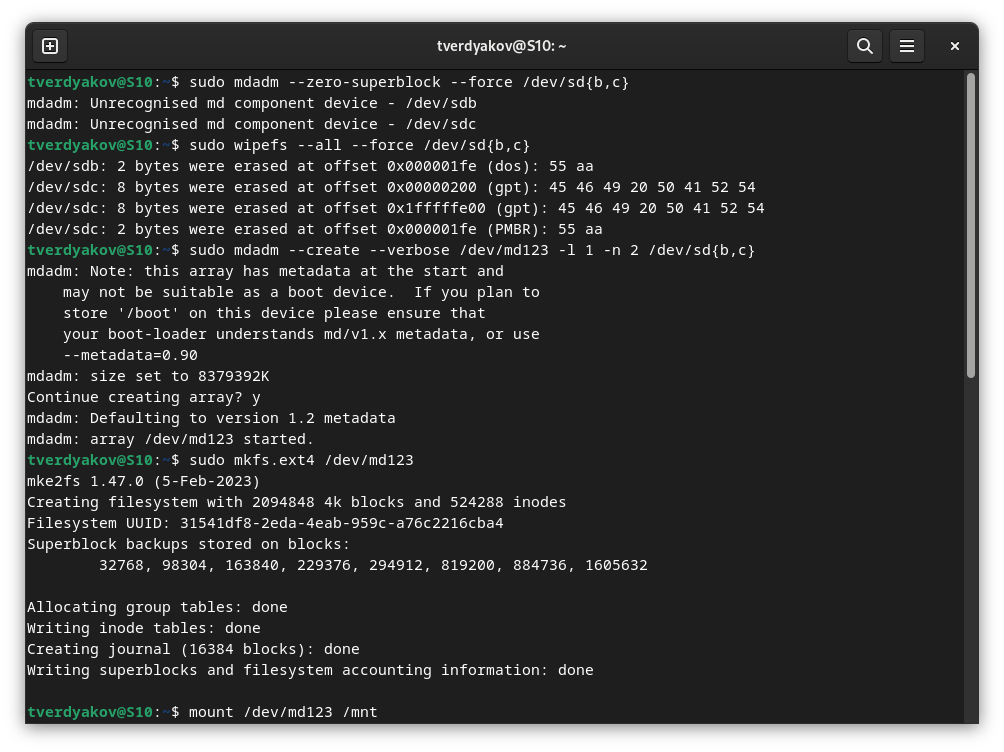 tverdyakov@S10: ~
tverdyakov@S10:~$ sudo mdadm --zero-superblock --force /dev/sd{b,c}
mdadm: Unrecognised md component device - /dev/sdb
mdadm: Unrecognised md component device - /dev/sdc
tverdyakov@S10:~$ sudo wipefs --all --force /dev/sd{b,c}
/dev/sdb: 2 bytes were erased at offset 0x000001fe (dos): 55 aa
/dev/sdc: 8 bytes were erased at offset 0x00000200 (gpt): 45 46 49 20 50 41 52 54
/dev/sdc: 8 bytes were erased at offset 0x1fffffe00 (gpt): 45 46 49 20 50 41 52 54
/dev/sdc: 2 bytes were erased at offset 0x000001fe (PMBR): 55 aa
tverdyakov@S10:~$ sudo mdadm --create --verbose /dev/md123 -l 1 -n 2 /dev/sd{b,c}
mdadm: Note: this array has metadata at the start and
    may not be suitable as a boot device.  If you plan to
    store '/boot' on this device please ensure that
    your boot-loader understands md/v1.x metadata, or use
    --metadata=0.90
mdadm: size set to 8379392K
Continue creating array? y
mdadm: Defaulting to version 1.2 metadata
mdadm: array /dev/md123 started.
tverdyakov@S10:~$ sudo mkfs.ext4 /dev/md123
mke2fs 1.47.0 (5-Feb-2023)
Creating filesystem with 2094848 4k blocks and 524288 inodes
Filesystem UUID: 31541df8-2eda-4eab-959c-a76c2216cba4
Superblock backups stored on blocks:
        32768, 98304, 163840, 229376, 294912, 819200, 884736, 1605632
Allocating group tables: done
Writing inode tables: done
Creating journal (16384 blocks): done
Writing superblocks and filesystem accounting information: done
tverdyakov@S10:~$ mount /dev/md123 /mnt